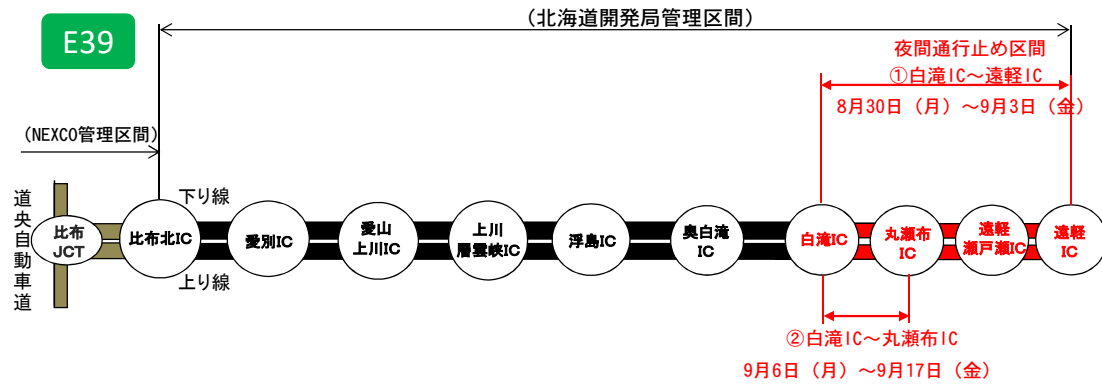 (北海道開発局管理区間)
E39
夜間通行止め区間
①白滝IC~遠軽IC
8月30日(月)~9月3日(金)
(NEXCO管理区間)
道央自動車道
下り線
上り線
比布
JCT
比布北IC
愛別IC
愛山
上川IC
上川
層雲峡IC
浮島IC
奥白滝
IC
白滝IC
丸瀬布
IC
遠軽
瀬戸瀬IC
遠軽
IC
②白滝IC~丸瀬布IC
9月6日(月)~9月17日(金)